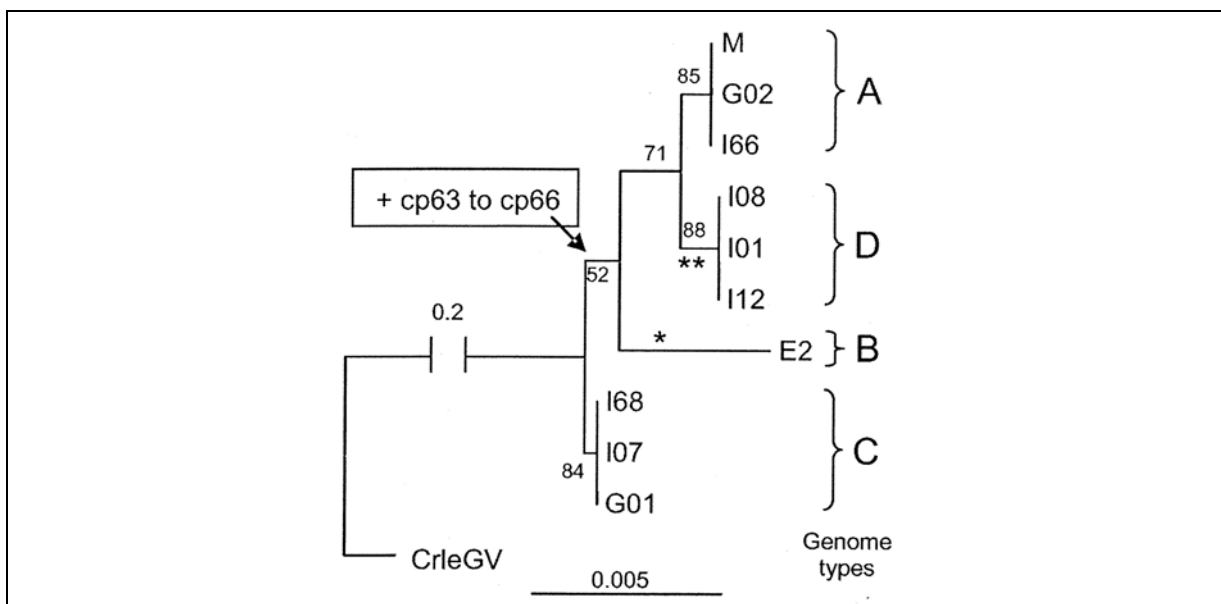 M
85
G02
A
I66
71
+ cp63 to cp66
I08
88
I01
D
**
52
I12
0.2
*
E2
B
I68
I07
C
84
G01
Genome
types
CrleGV
0.005